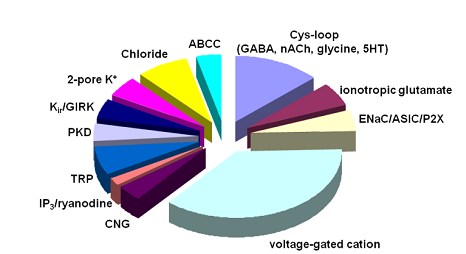 Cys-loop
(GABA, nACh, glycine, 5HT)
ionotropic glutamate
ENaC/ASIC/P2X
voltage-gated cation
CNG
IP₃/ryanodine
TRP
PKD
Kᵢᵣ/GIRK
2-pore K⁺
Chloride
ABCC